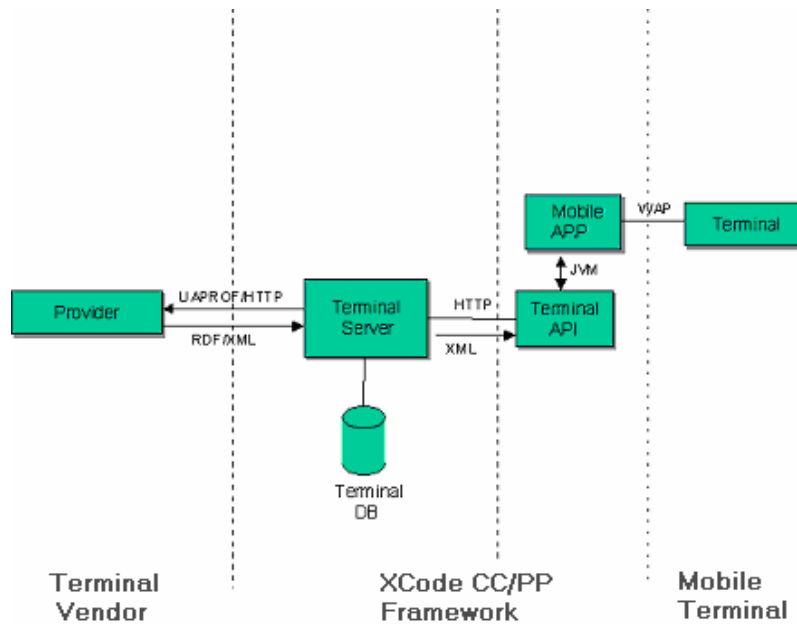 Mobile
APP
WAP
Terminal
JVM
Provider
UAPROF/HTTP
RDF/XML
Terminal
Server
HTTP
XML
Terminal
API
Terminal
DB
Terminal
Vendor
XCode CC/PP
Framework
Mobile
Terminal